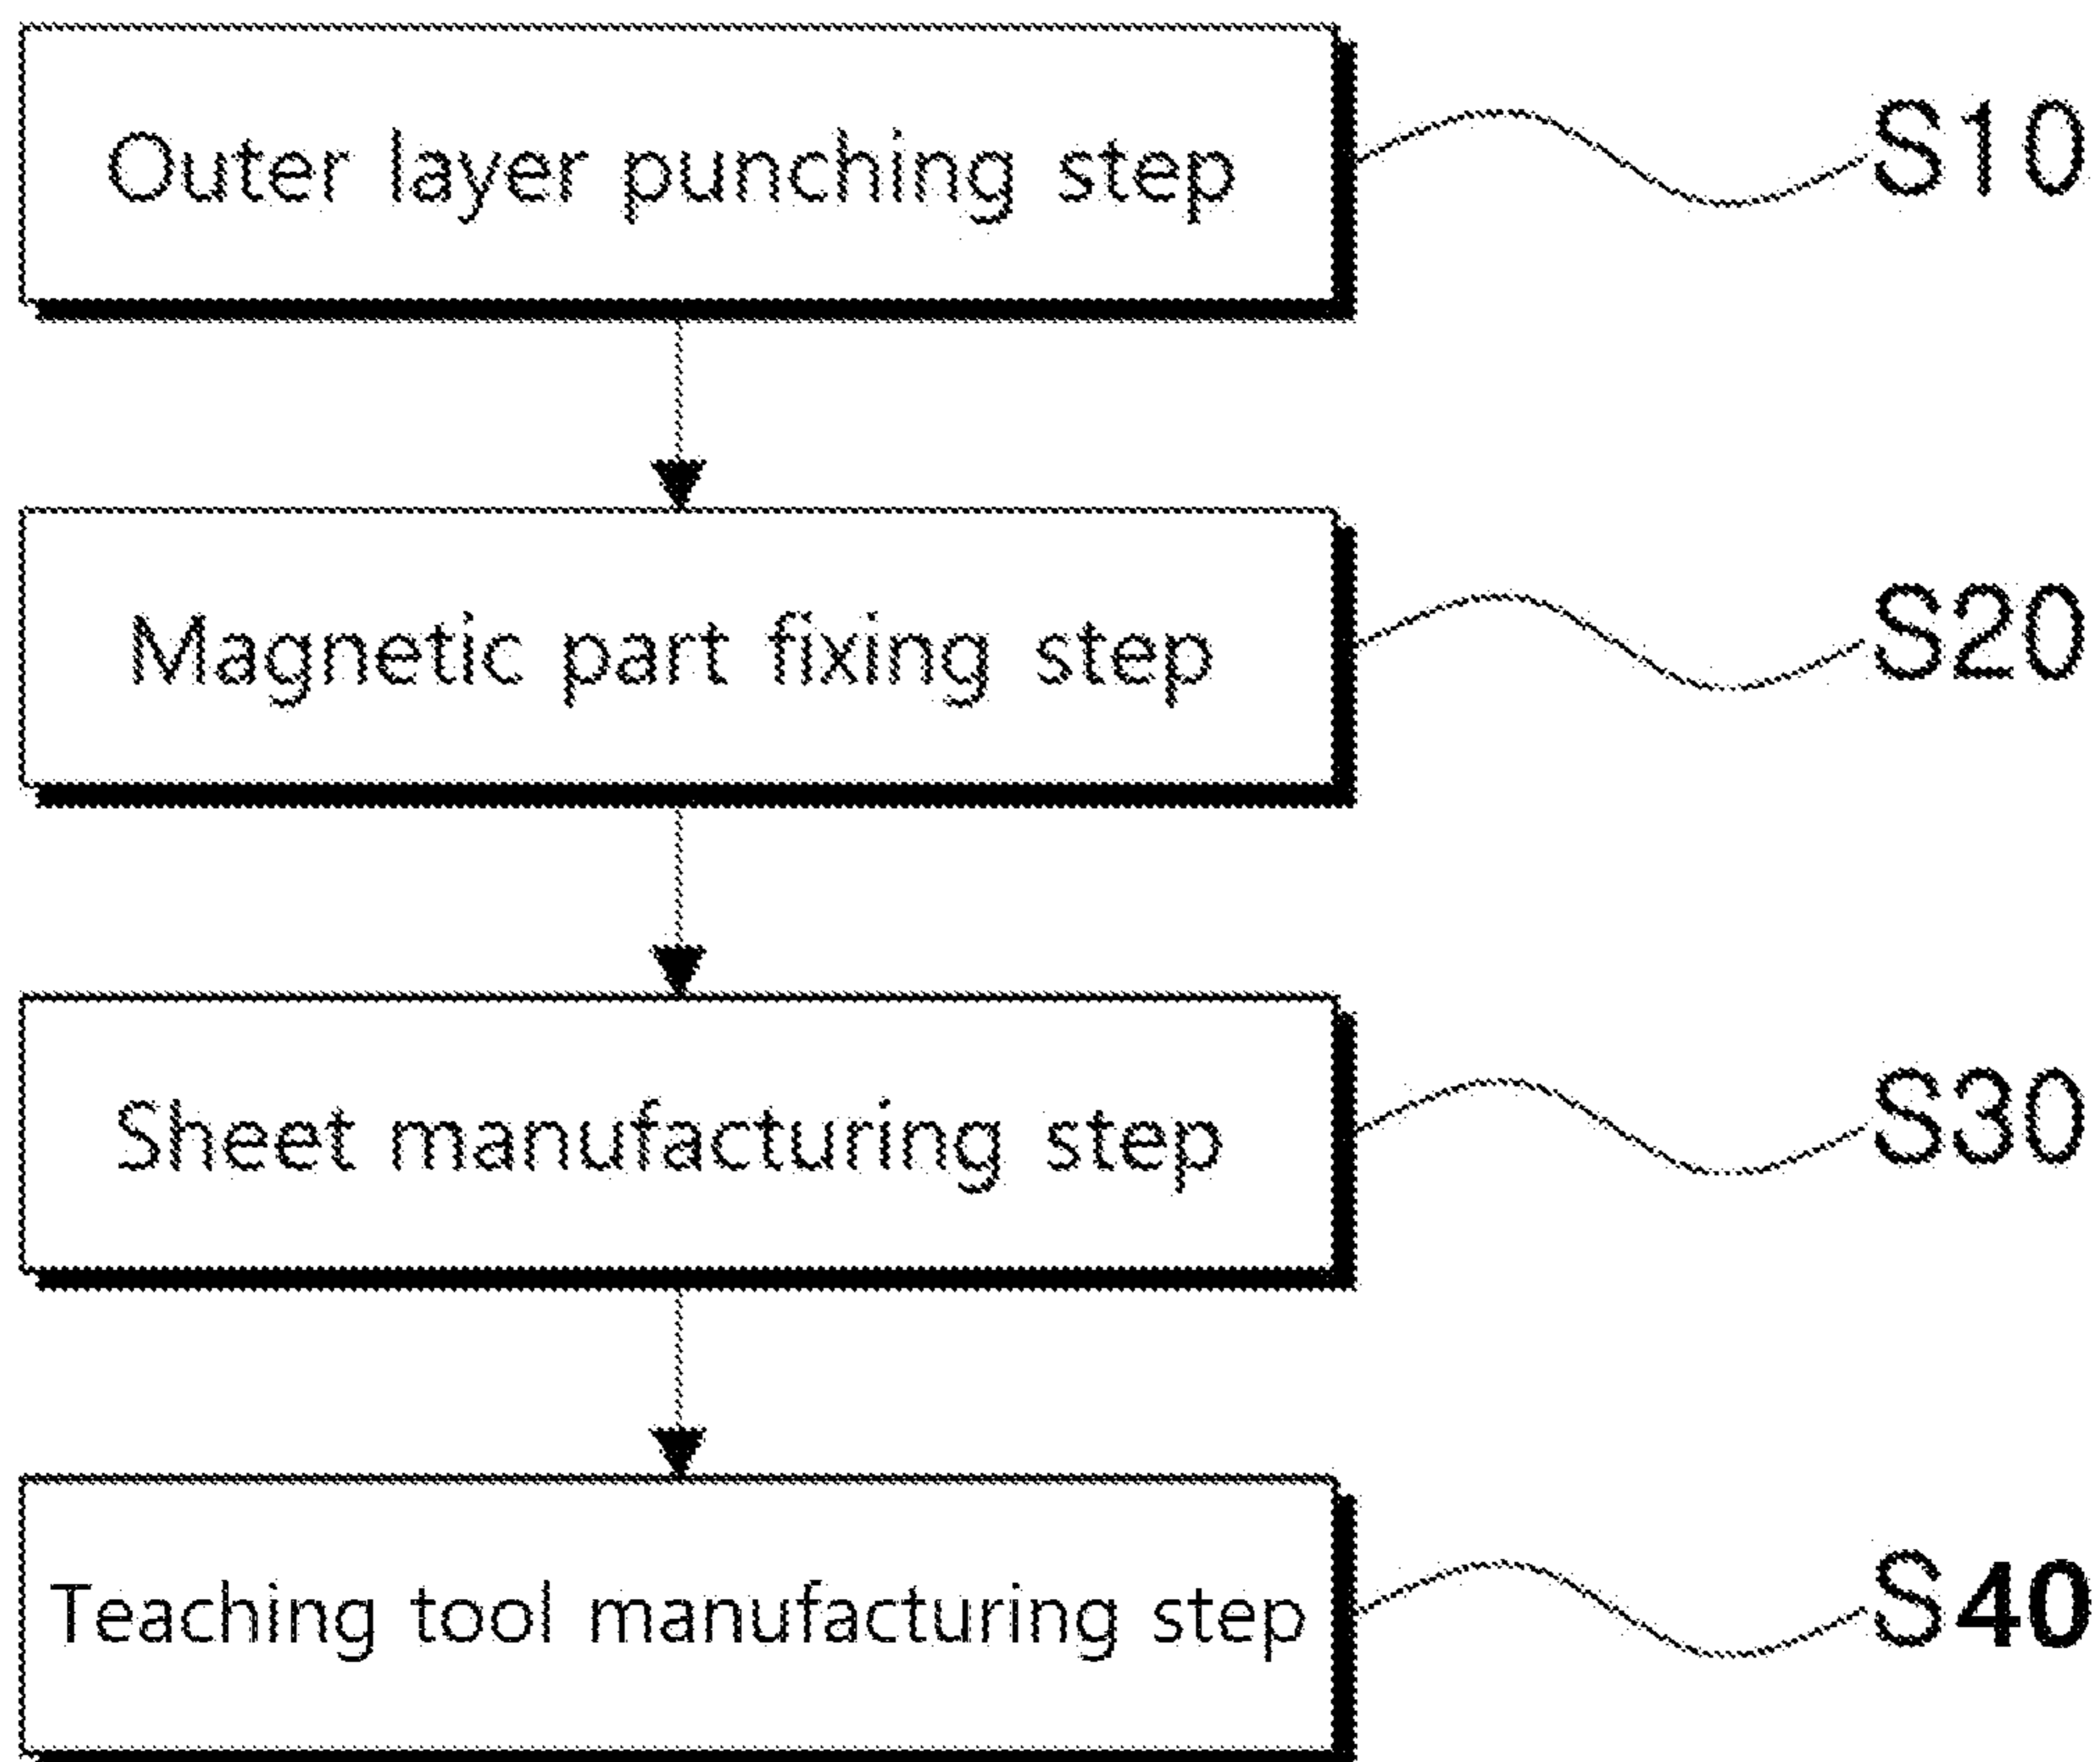 Outer layer punching step S10
Magnetic part fixing step S20
Sheet manufacturing step S30
Teaching tool manufacturing step S40